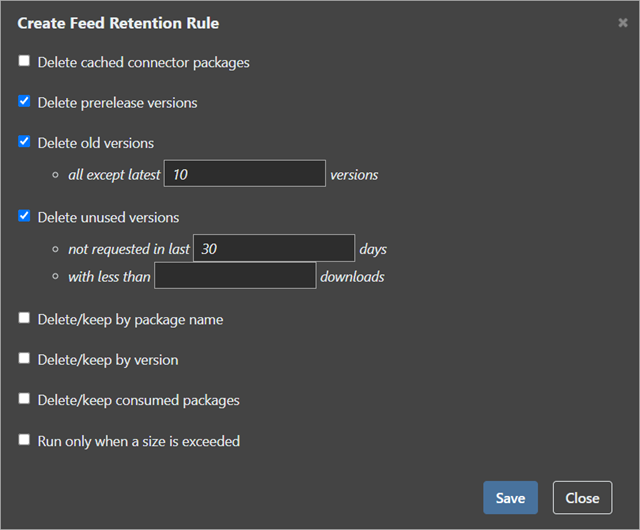 Create Feed Retention Rule
Delete cached connector packages
Delete prerelease versions
Delete old versions
all except latest 10 versions
Delete unused versions
not requested in last 30 days
with less than downloads
Delete/keep by package name
Delete/keep by version
Delete/keep consumed packages
Run only when a size is exceeded
Save Close